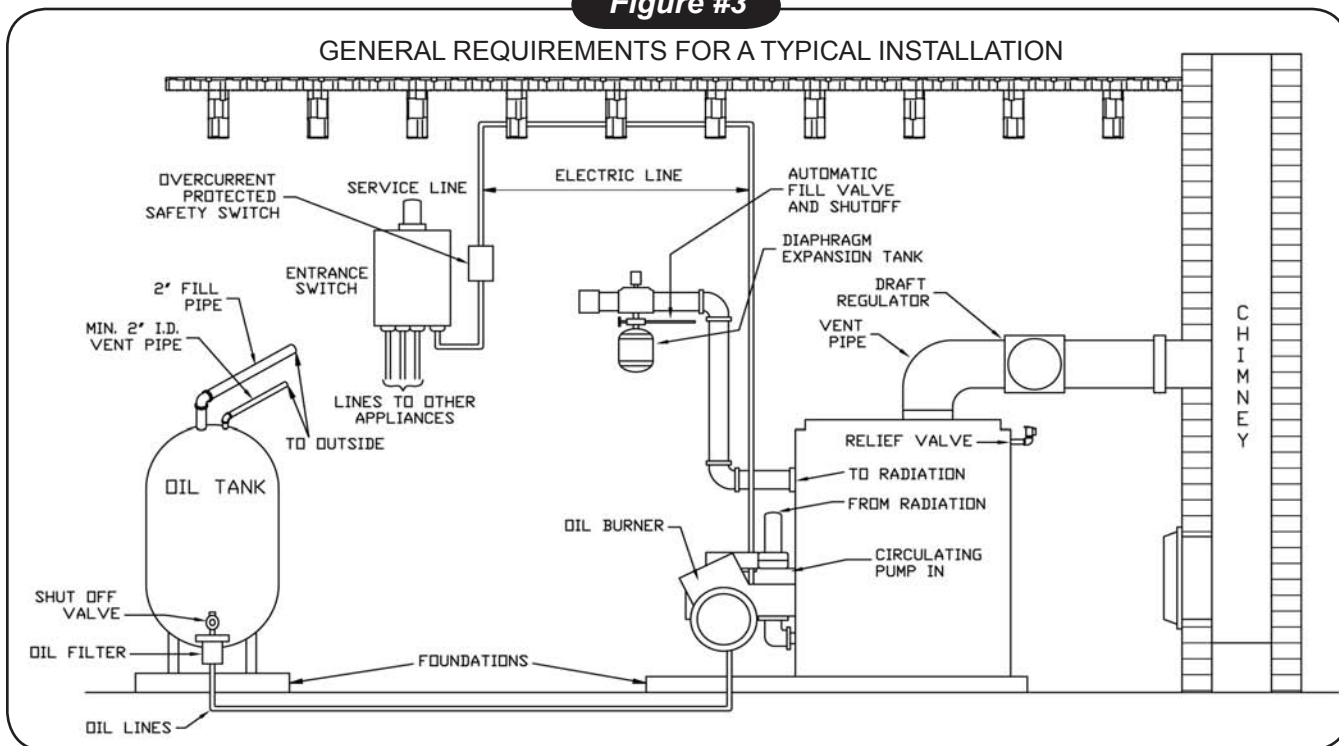 Figure #3
GENERAL REQUIREMENTS FOR A TYPICAL INSTALLATION
OVERCURRENT
PROTECTED
SAFETY SWITCH
SERVICE LINE
ELECTRIC LINE
AUTOMATIC
FILL VALVE
AND SHUTOFF
DIAPHRAGM
EXPANSION TANK
ENTRANCE
SWITCH
2" FILL
PIPE
MIN. 2" I.D.
VENT PIPE
DRAFT
REGULATOR
VENT
PIPE
CHIMNEY
LINES TO OTHER
APPLIANCES
TO OUTSIDE
RELIEF VALVE
OIL TANK
TO RADIATION
FROM RADIATION
OIL BURNER
CIRCULATING
PUMP IN
SHUT OFF
VALVE
OIL FILTER
FOUNDATIONS
OIL LINES